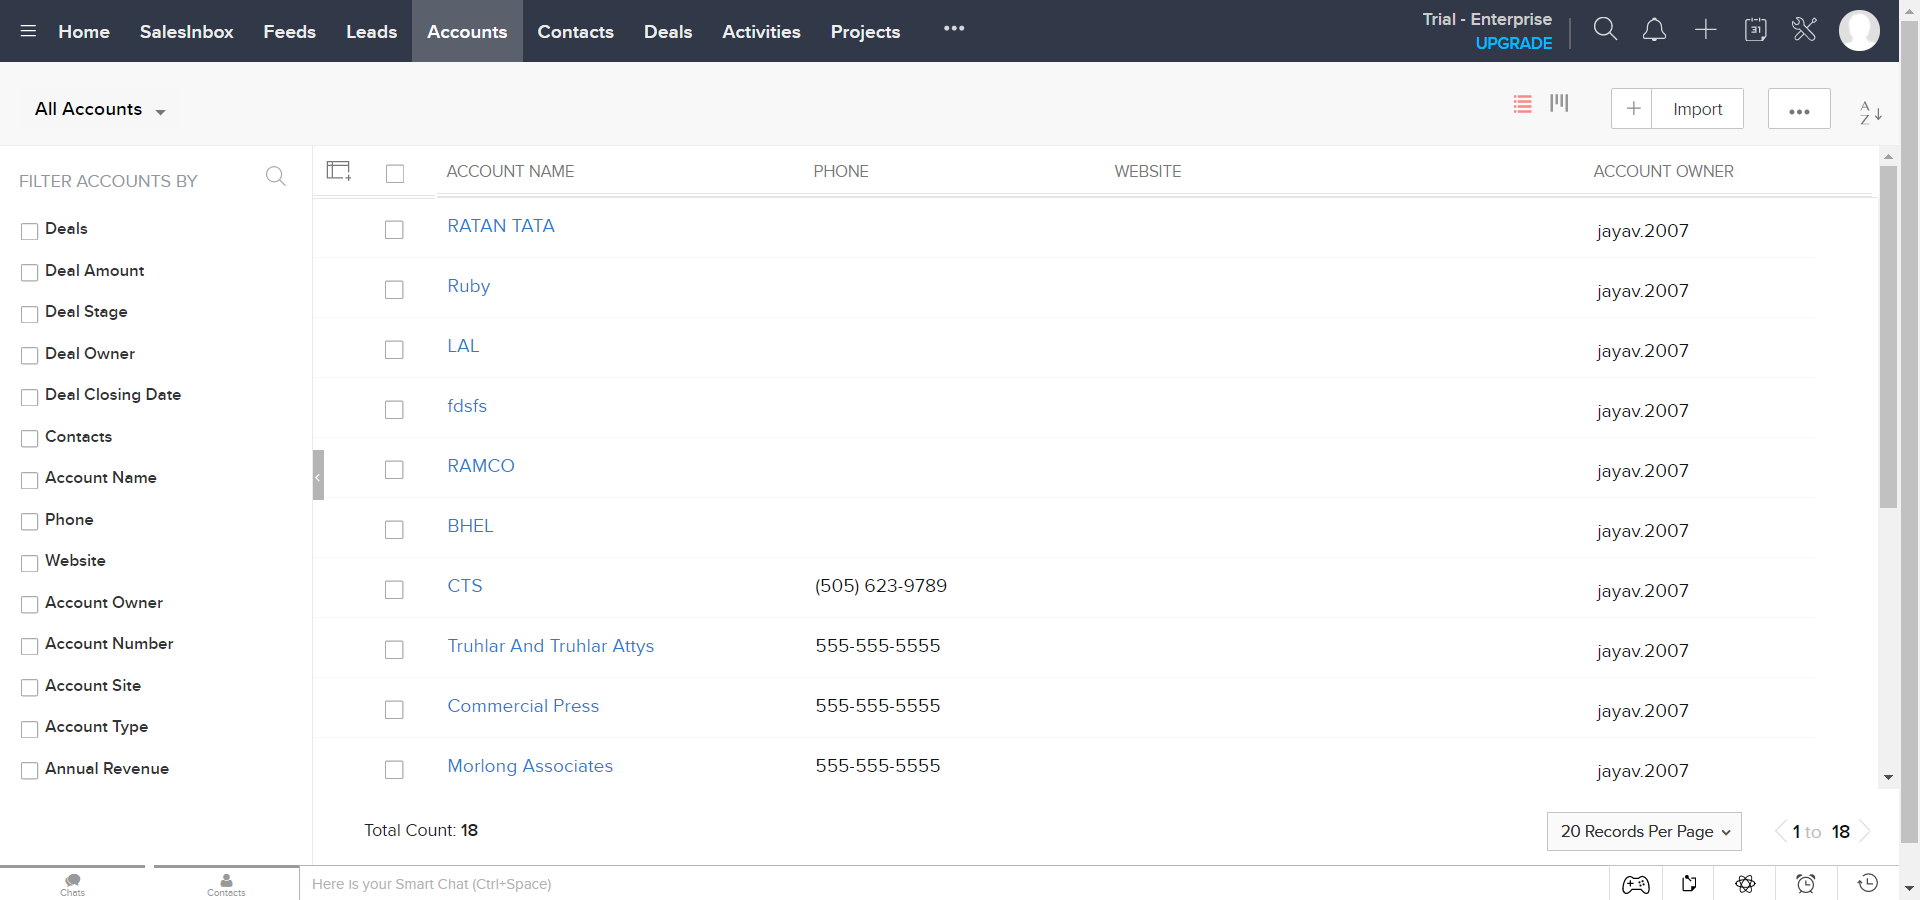 Home SalesInbox Feeds Leads Accounts Contacts Deals Activities Projects ••• Trial - Enterprise
UPGRADE
31
All Accounts
Import
•••
A
Z
FILTER ACCOUNTS BY
Deals
Deal Amount
Deal Stage
Deal Owner
Deal Closing Date
Contacts
Account Name
Phone
Website
Account Owner
Account Number
Account Site
Account Type
Annual Revenue
ACCOUNT NAME PHONE WEBSITE ACCOUNT OWNER
RATAN TATA jayav.2007
Ruby jayav.2007
LAL jayav.2007
fdsfs jayav.2007
RAMCO jayav.2007
BHEL jayav.2007
CTS (505) 623-9789 jayav.2007
Truhlar And Truhlar Attys 555-555-5555 jayav.2007
Commercial Press 555-555-5555 jayav.2007
Morlong Associates 555-555-5555 jayav.2007
Total Count: 18 20 Records Per Page 1 to 18
Chats Contacts Here is your Smart Chat (Ctrl+Space)